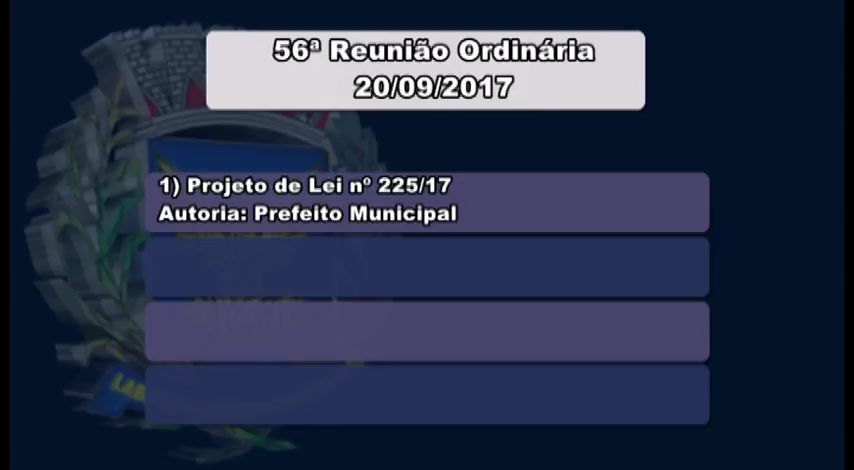 56ª Reunião Ordinária
20/09/2017
1) Projeto de Lei nº 225/17
Autoria: Prefeito Municipal